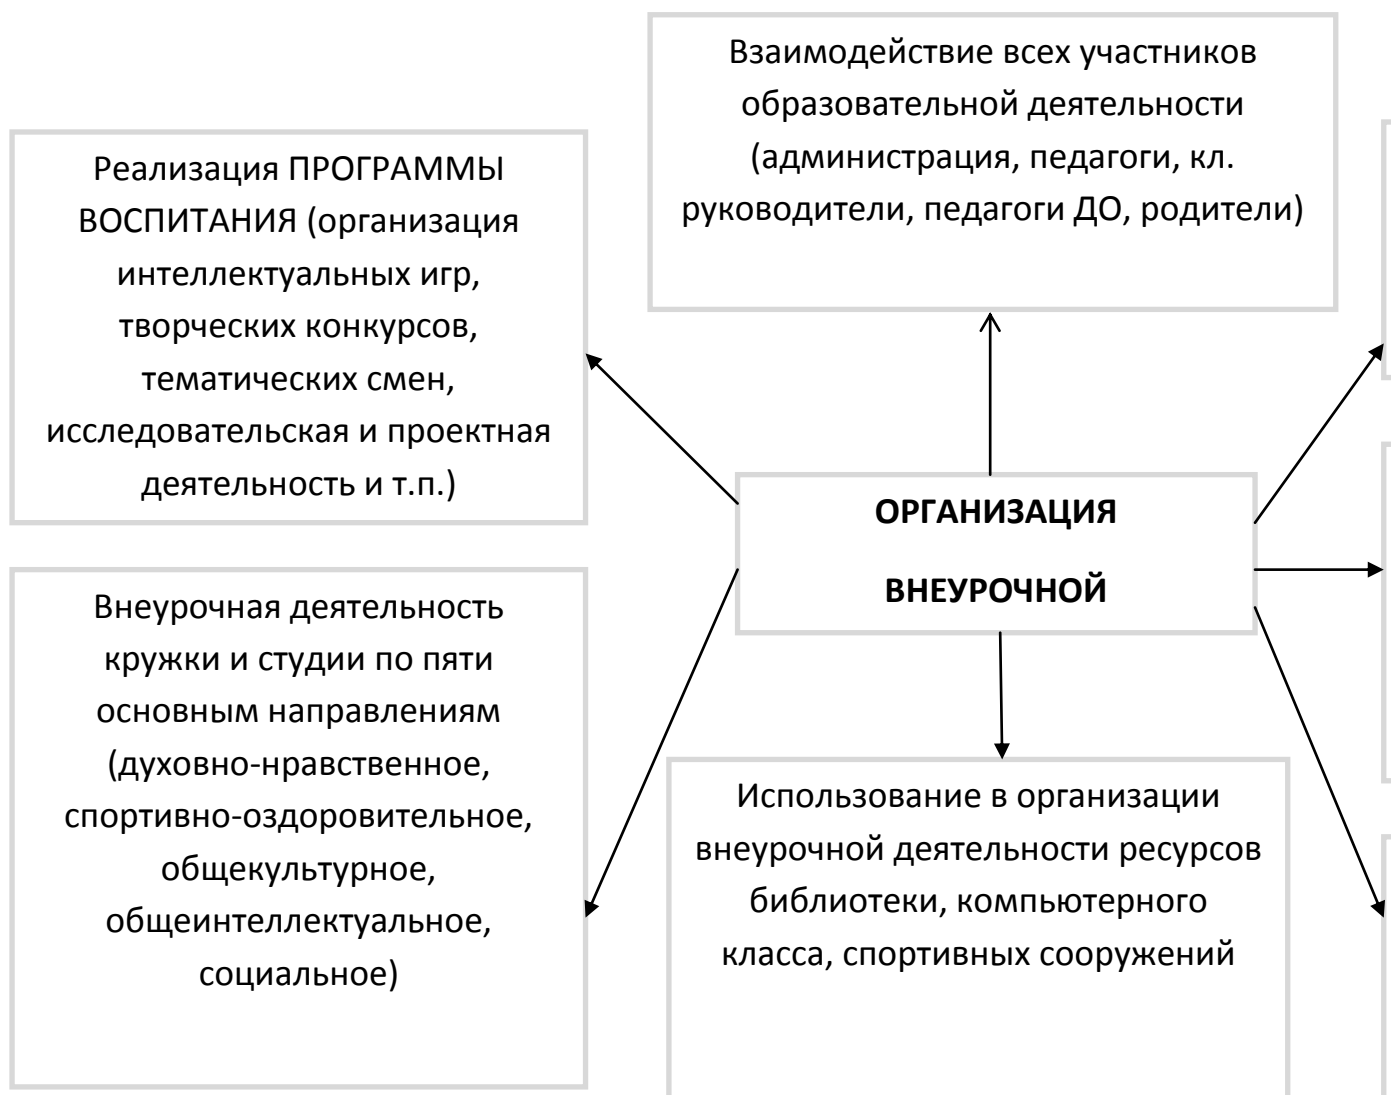 Взаимодействие всех участников
образовательной деятельности
(администрация, педагоги, кл.
руководители, педагоги ДО, родители)
Реализация ПРОГРАММЫ
ВОСПИТАНИЯ (организация
интеллектуальных игр,
творческих конкурсов,
тематических смен,
исследовательская и проектная
деятельность и т.п.)
ОРГАНИЗАЦИЯ
ВНЕУРОЧНОЙ
Внеурочная деятельность
кружки и студии по пяти
основным направлениям
(духовно-нравственное,
спортивно-оздоровительное,
общекультурное,
общеинтеллектуальное,
социальное)
Использование в организации
внеурочной деятельности ресурсов
библиотеки, компьютерного
класса, спортивных сооружений